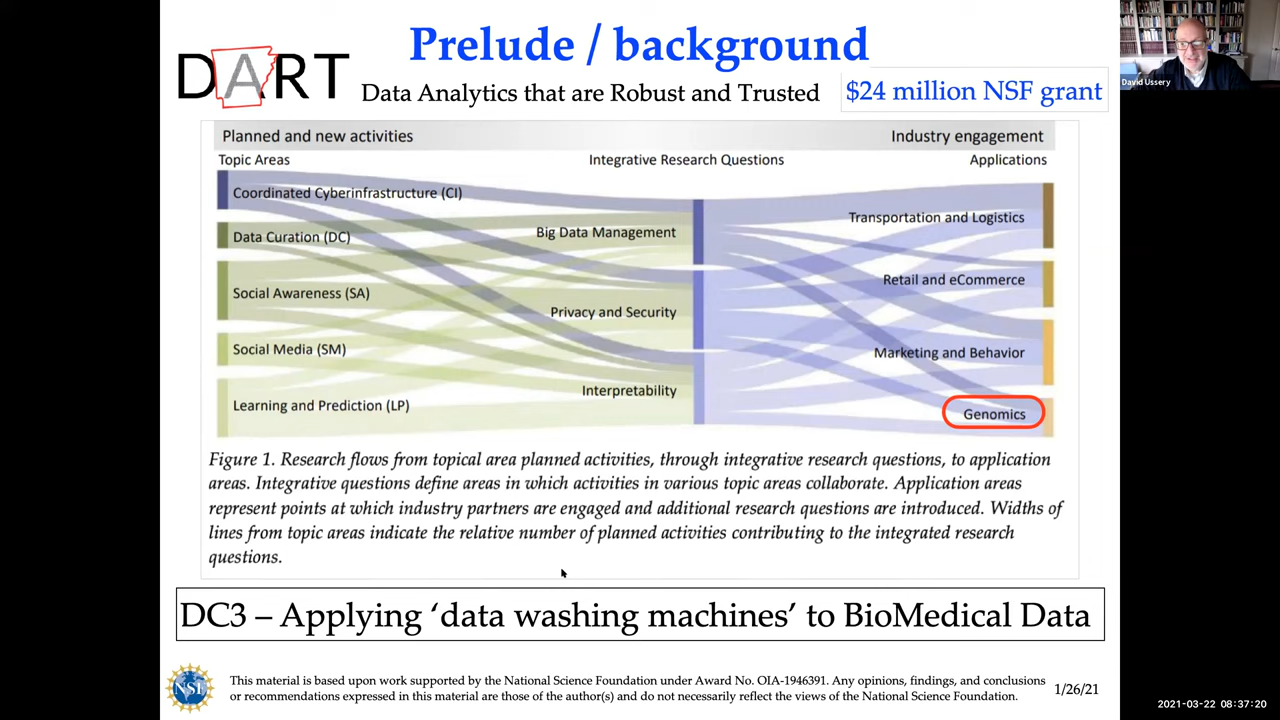 Prelude / background
DART
Data Analytics that are Robust and Trusted
$24 million NSF grant
David Ussery
Planned and new activities
Industry engagement
Topic Areas
Integrative Research Questions
Applications
Coordinated Cyberinfrastructure (CI)
Data Curation (DC)
Social Awareness (SA)
Social Media (SM)
Learning and Prediction (LP)
Big Data Management
Privacy and Security
Interpretability
Transportation and Logistics
Retail and eCommerce
Marketing and Behavior
Genomics
Figure 1. Research flows from topical area planned activities, through integrative research questions, to application
areas. Integrative questions define areas in which activities in various topic areas collaborate. Application areas
represent points at which industry partners are engaged and additional research questions are introduced. Widths of
lines from topic areas indicate the relative number of planned activities contributing to the integrated research
questions.
DC3 – Applying ‘data washing machines’ to BioMedical Data
NSF
This material is based upon work supported by the National Science Foundation under Award No. OIA-1946391. Any opinions, findings, and conclusions
or recommendations expressed in this material are those of the author(s) and do not necessarily reflect the views of the National Science Foundation.
1/26/21
2021-03-22 08:37:20